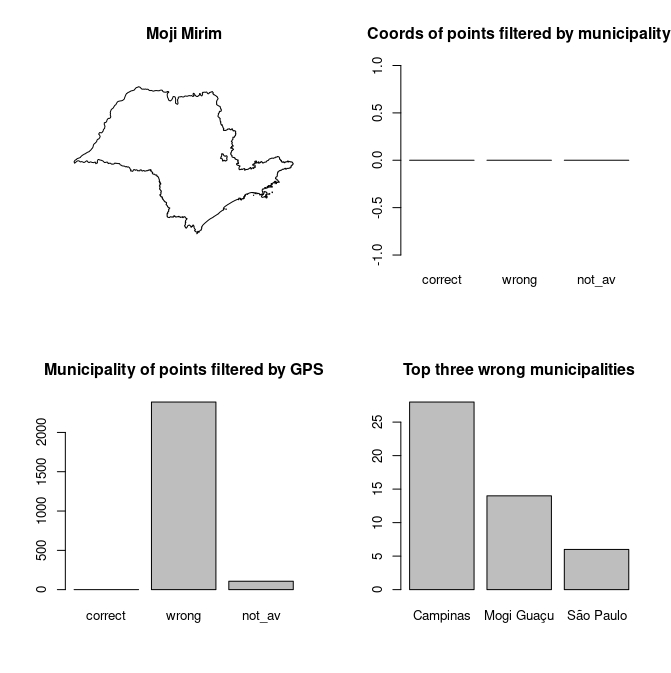 Moji Mirim
Coords of points filtered by municipality
1.0
0.5
0.0
-0.5
-1.0
correct wrong not_av
Municipality of points filtered by GPS
2000
1500
1000
500
0
correct wrong not_av
Top three wrong municipalities
25
20
15
10
5
0
Campinas Mogi Guaçu São Paulo